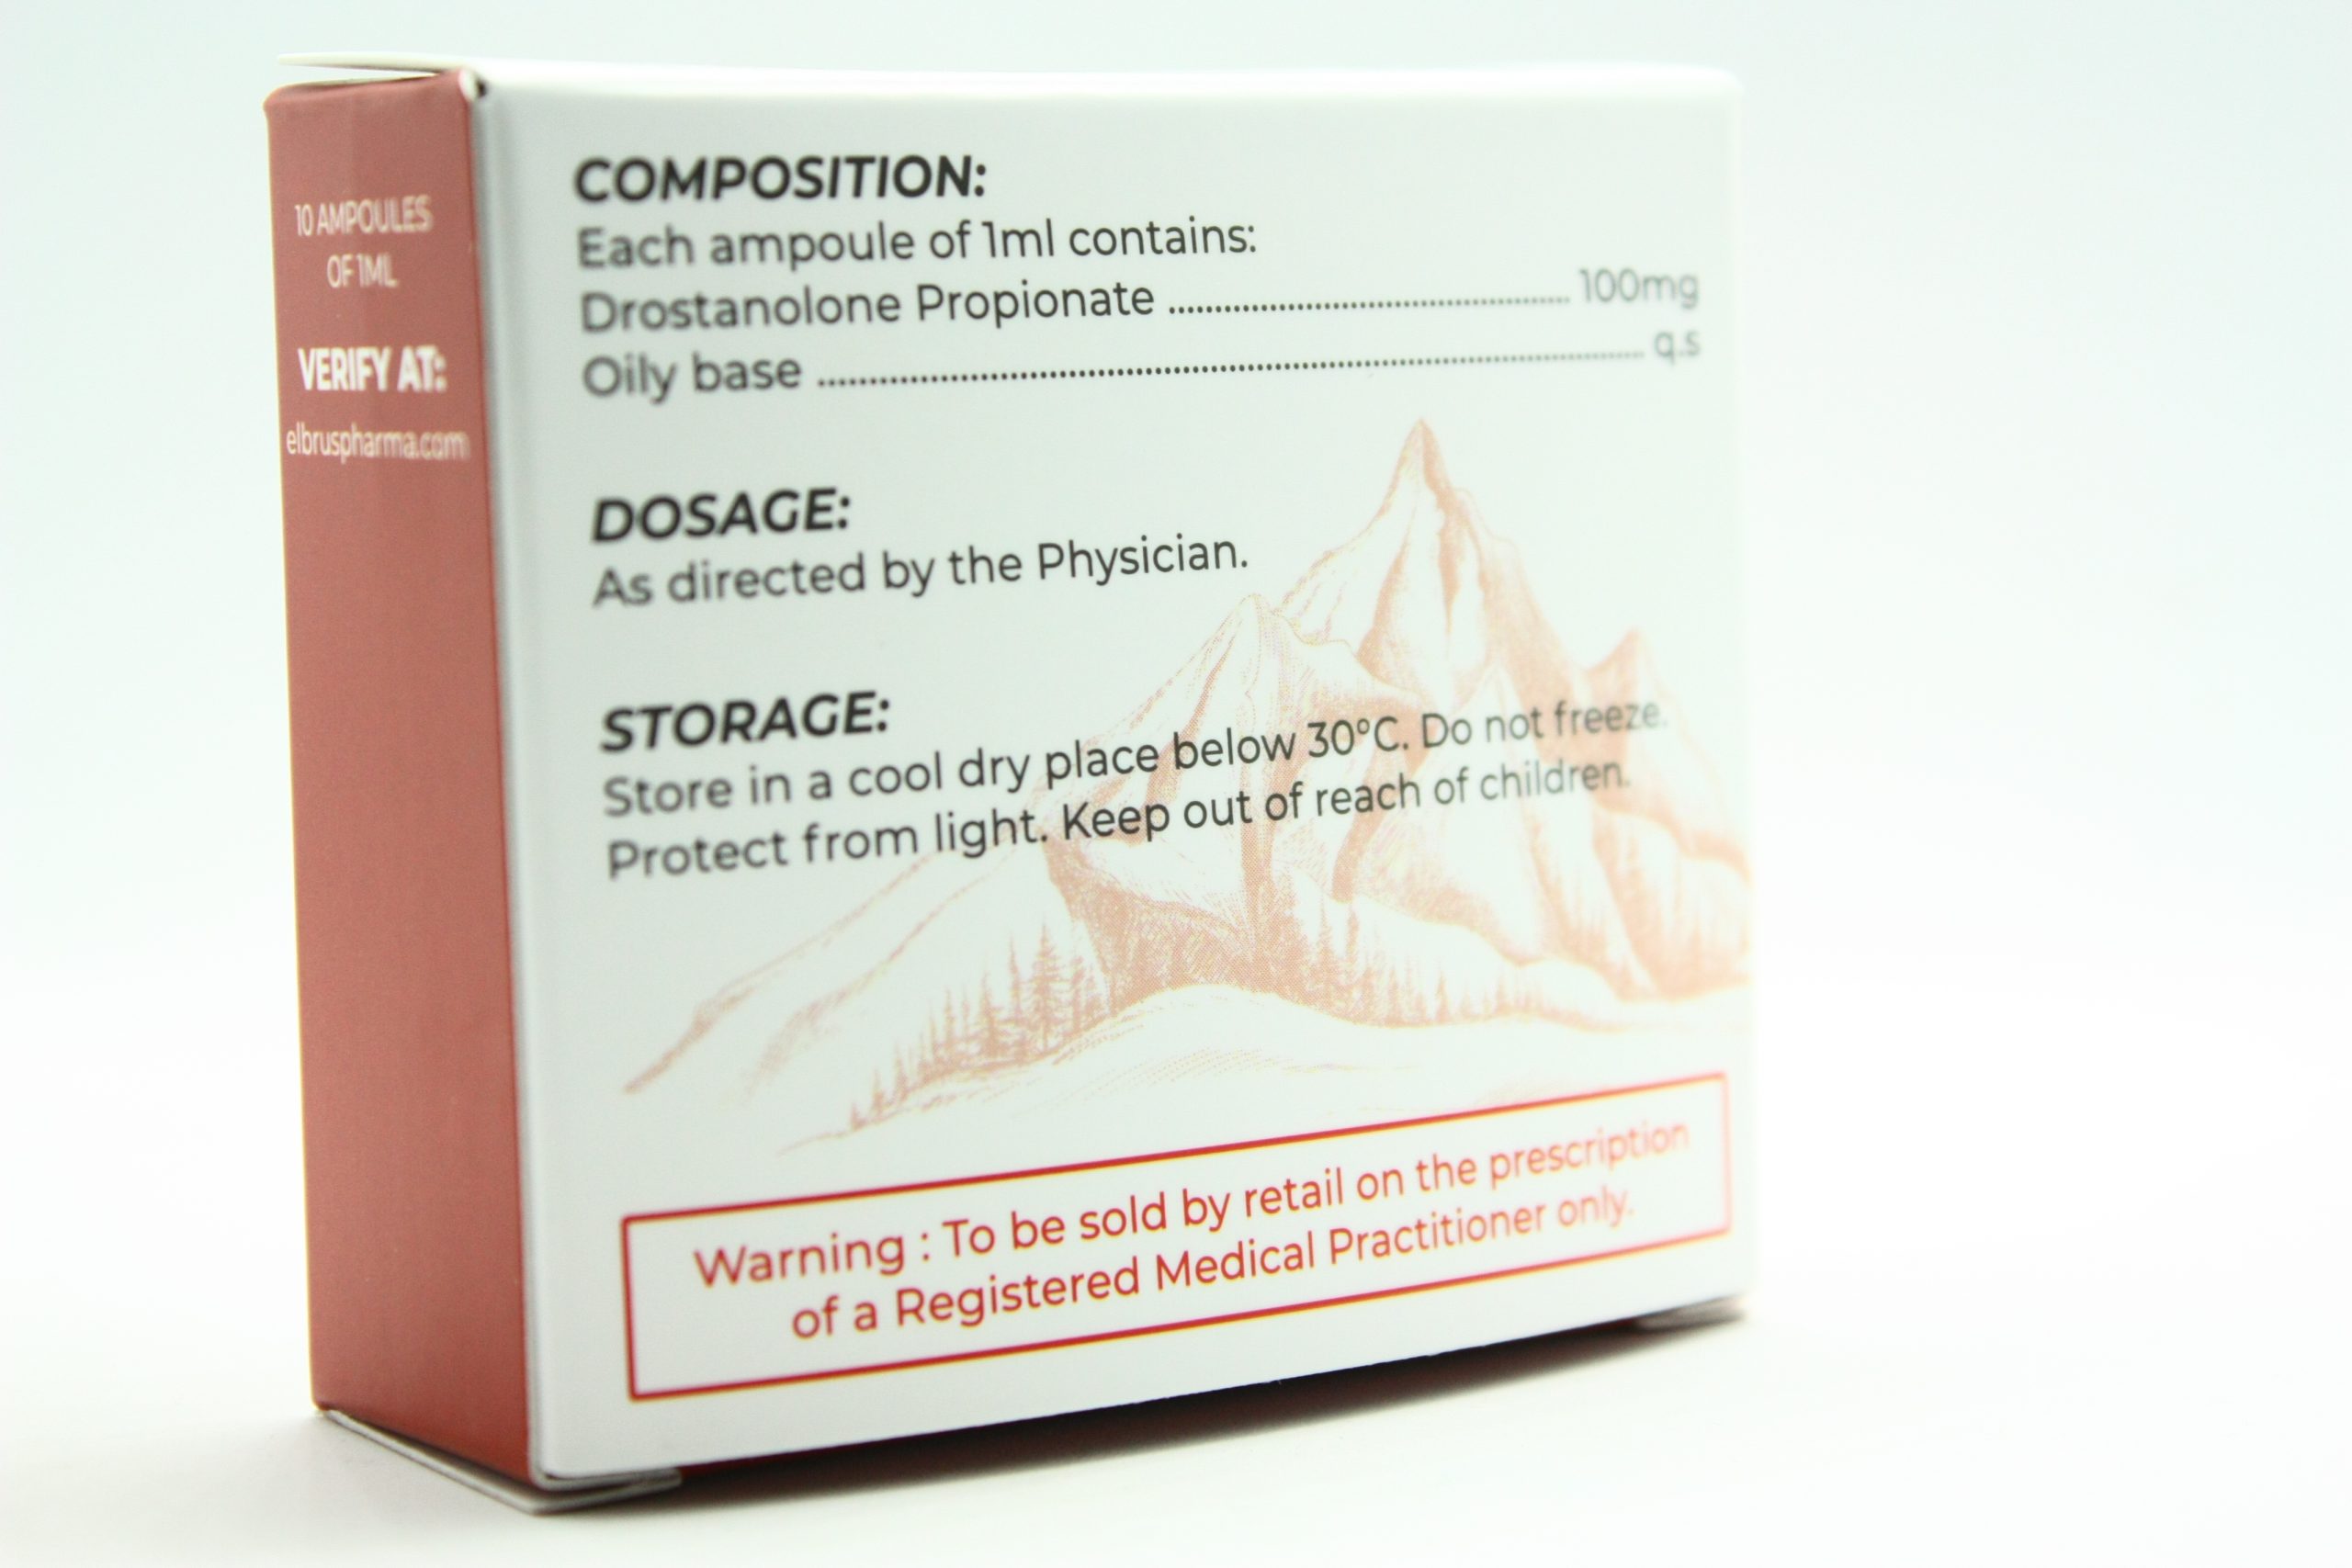 10 AMPOULES
OF 1ML
VERIFY AT:
elbruspharma.com
COMPOSITION:
Each ampoule of 1ml contains:
Drostanolone Propionate ........................................................ 100mg
Oily base ........................................................................................ q.s
DOSAGE:
As directed by the Physician.
STORAGE:
Store in a cool dry place below 30°C. Do not freeze.
Protect from light. Keep out of reach of children.
Warning : To be sold by retail on the prescription
of a Registered Medical Practitioner only.